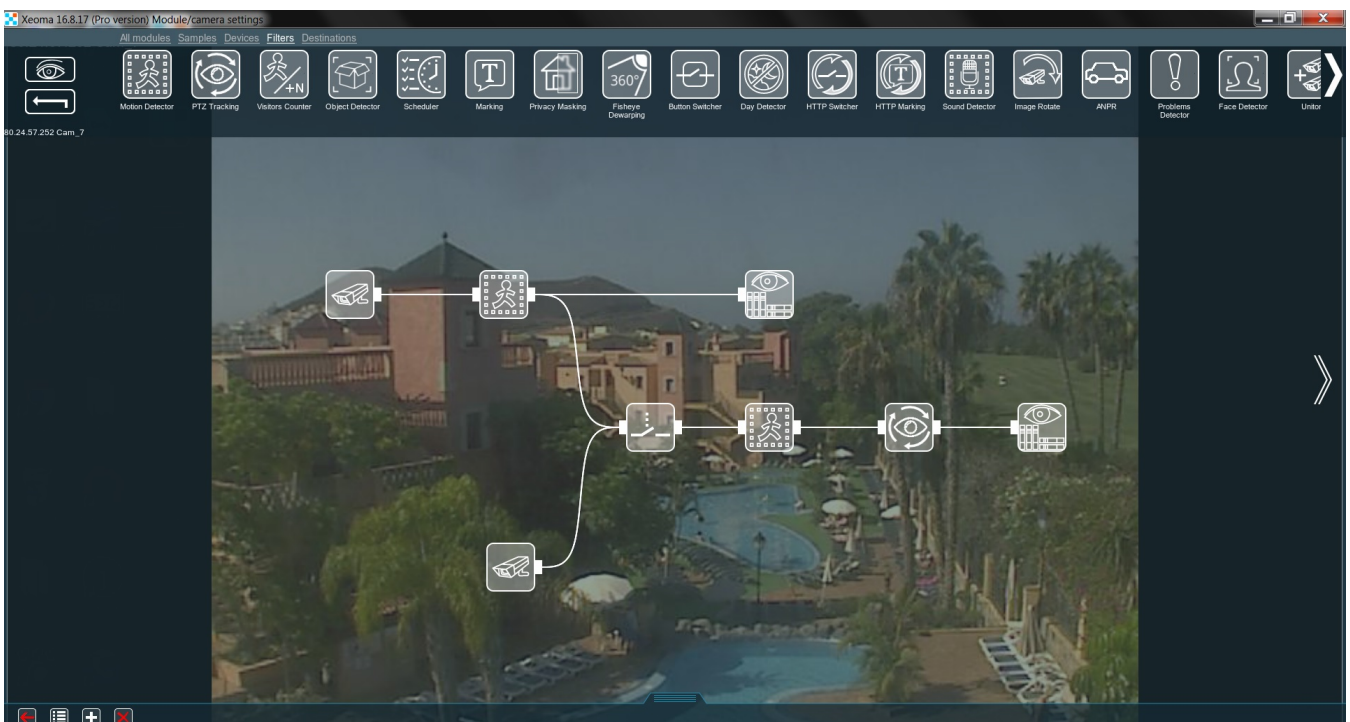 Xeoma 16.8.17 (Pro version) Module/camera settings
All modules Samples Devices Filters Destinations
T +N T
360°
Motion Detector PTZ Tracking Visitors Counter Object Detector Scheduler Marking Privacy Masking Fisheye Dewarping Button Switcher Day Detector HTTP Switcher HTTP Marking Sound Detector Image Rotate ANPR Problems Detector Face Detector Unitor
80.24.57.252 Cam_7